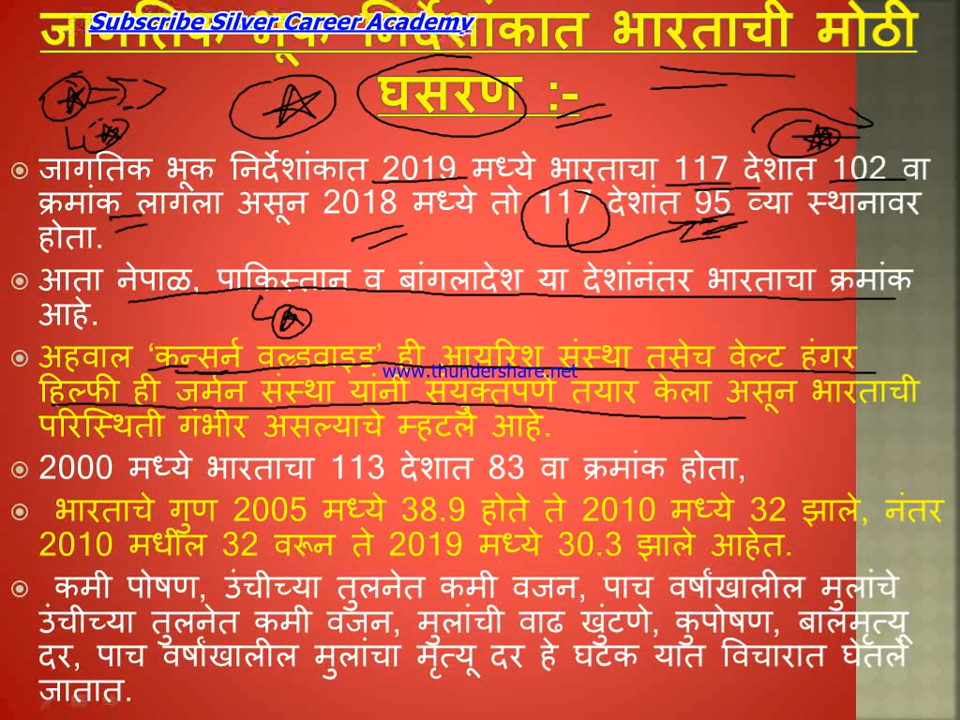 Subscribe Silver Career Academy
जागतिक भूक निर्देशांकात भारताची मोठी
घसरण :-
जागतिक भूक निर्देशांकात 2019 मध्ये भारताचा 117 देशात 102 वा
क्रमांक लागला असून 2018 मध्ये तो 117 देशांत 95 व्या स्थानावर
होता.
आता नेपाळ, पाकिस्तान व बांगलादेश या देशांनंतर भारताचा क्रमांक
आहे.
अहवाल ‘कन्सर्न वल्डवाइड’ ही आयरिश संस्था तसेच वेल्ट हंगर
www.thundershare.net
हिल्फी ही जर्मन संस्था यांनी संयुक्तपणे तयार केला असून भारताची
परिस्थिती गंभीर असल्याचे म्हटले आहे.
2000 मध्ये भारताचा 113 देशात 83 वा क्रमांक होता,
भारताचे गुण 2005 मध्ये 38.9 होते ते 2010 मध्ये 32 झाले, नंतर
2010 मधील 32 वरून ते 2019 मध्ये 30.3 झाले आहेत.
कमी पोषण, उंचीच्या तुलनेत कमी वजन, पाच वर्षांखालील मुलांचे
उंचीच्या तुलनेत कमी वजन, मुलांची वाढ खुंटणे, कुपोषण, बालमृत्यू
दर, पाच वर्षांखालील मुलांचा मृत्यू दर हे घटक यात विचारात घेतले
जातात.